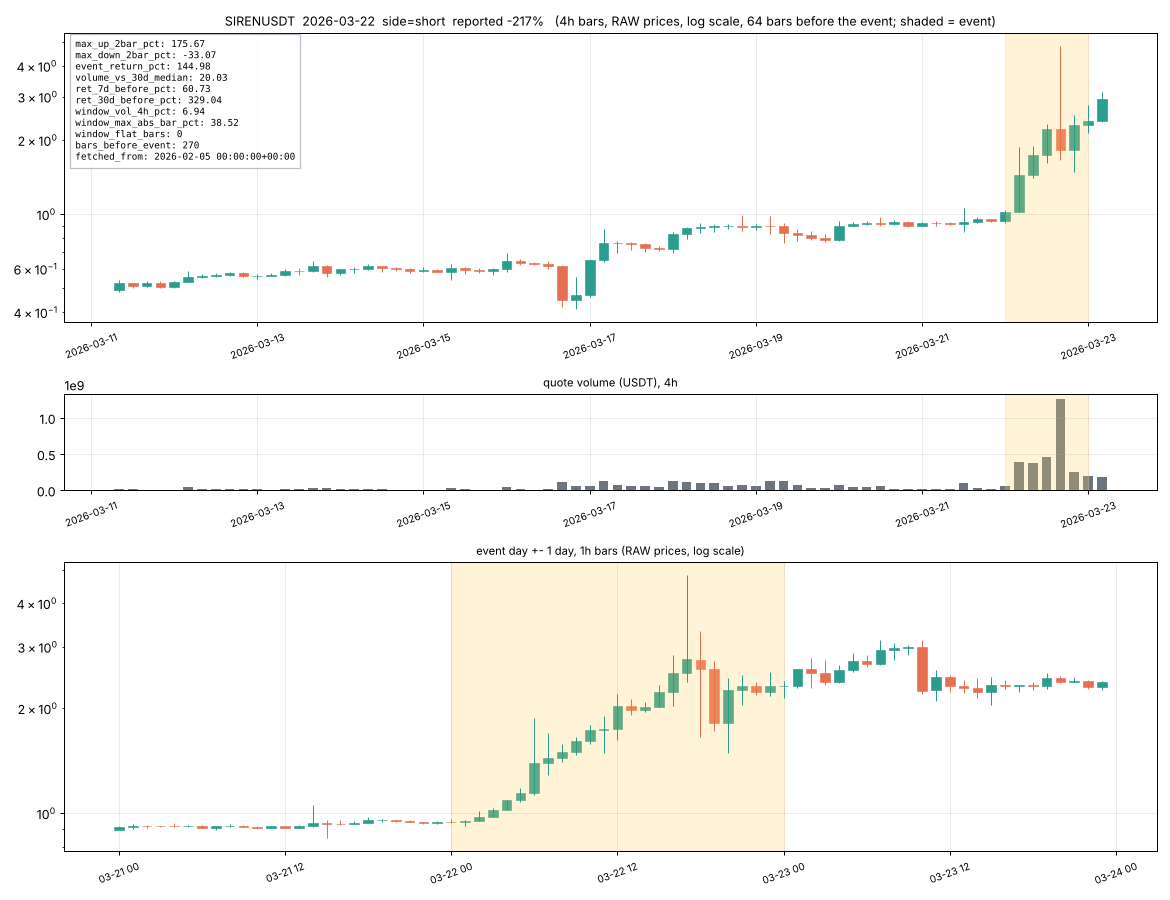 SIRENUSDT 2026-03-22 side=short reported -217% (4h bars, RAW prices, log scale, 64 bars before the event; shaded = event)
max_up_2bar_pct: 175.67
max_down_2bar_pct: -33.07
event_return_pct: 144.98
volume_vs_30d_median: 20.03
ret_7d_before_pct: 60.73
ret_30d_before_pct: 329.04
window_vol_4h_pct: 6.94
window_max_abs_bar_pct: 38.52
window_flat_bars: 0
bars_before_event: 270
fetched_from: 2026-02-05 00:00:00+00:00
4 × 10⁰
3 × 10⁰
2 × 10⁰
10⁰
6 × 10⁻¹
4 × 10⁻¹
2026-03-11 2026-03-13 2026-03-15 2026-03-17 2026-03-19 2026-03-21 2026-03-23
quote volume (USDT), 4h
1e9
1.0
0.5
0.0
2026-03-11 2026-03-13 2026-03-15 2026-03-17 2026-03-19 2026-03-21 2026-03-23
event day +- 1 day, 1h bars (RAW prices, log scale)
4 × 10⁰
3 × 10⁰
2 × 10⁰
10⁰
03-21 00 03-21 12 03-22 00 03-22 12 03-23 00 03-23 12 03-24 00